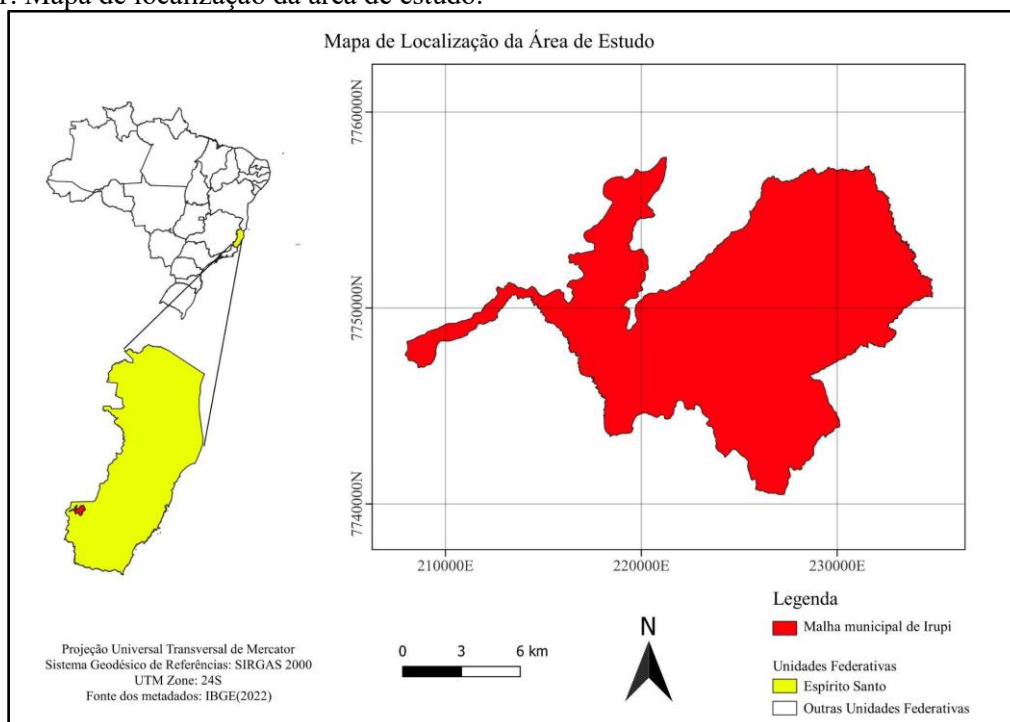 1. Mapa de localização da área de estudo.
Mapa de Localização da Área de Estudo
7760000N
7750000N
7740000N
210000E
220000E
230000E
Legenda
Malha municipal de Irupi
Unidades Federativas
Espírito Santo
Outras Unidades Federativas
N
0 3 6 km
Projeção Universal Transversal de Mercator
Sistema Geodésico de Referências: SIRGAS 2000
UTM Zone: 24S
Fonte dos metadados: IBGE(2022)